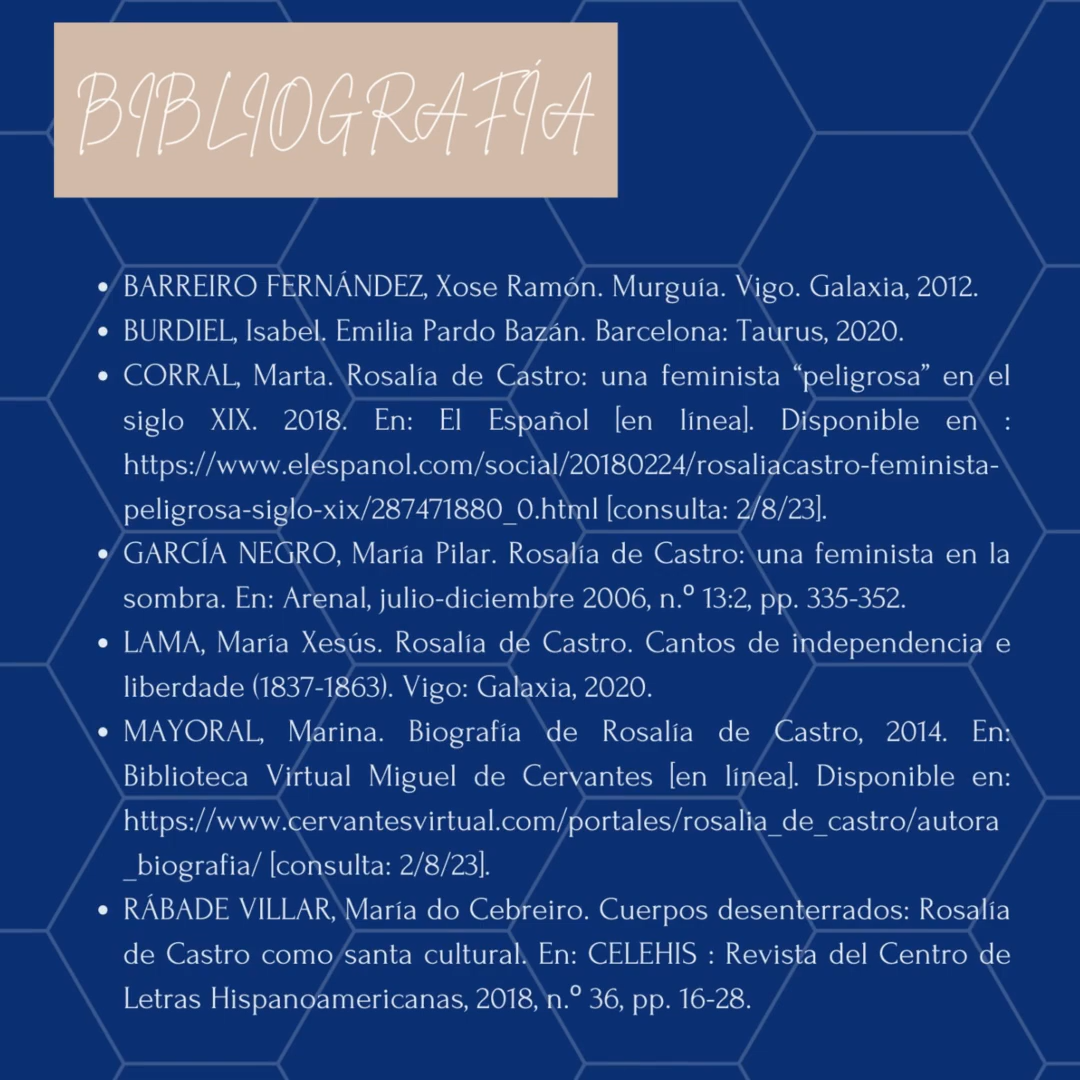 BIBLIOGRAFÍA
• BARREIRO FERNÁNDEZ, Xose Ramón. Murguía. Vigo. Galaxia, 2012.
• BURDIEL, Isabel. Emilia Pardo Bazán. Barcelona: Taurus, 2020.
• CORRAL, Marta. Rosalía de Castro: una feminista “peligrosa” en el
siglo XIX. 2018. En: El Español [en línea]. Disponible en :
https://www.elespanol.com/social/20180224/rosaliacastro-feminista-
peligrosa-siglo-xix/287471880_0.html [consulta: 2/8/23].
• GARCÍA NEGRO, María Pilar. Rosalía de Castro: una feminista en la
sombra. En: Arenal, julio-diciembre 2006, n.º 13:2, pp. 335-352.
• LAMA, María Xesús. Rosalía de Castro. Cantos de independencia e
liberdade (1837-1863). Vigo: Galaxia, 2020.
• MAYORAL, Marina. Biografía de Rosalía de Castro, 2014. En:
Biblioteca Virtual Miguel de Cervantes [en línea]. Disponible en:
https://www.cervantesvirtual.com/portales/rosalia_de_castro/autora
_biografia/ [consulta: 2/8/23].
• RÁBADE VILLAR, María do Cebreiro. Cuerpos desenterrados: Rosalía
de Castro como santa cultural. En: CELEHIS : Revista del Centro de
Letras Hispanoamericanas, 2018, n.º 36, pp. 16-28.